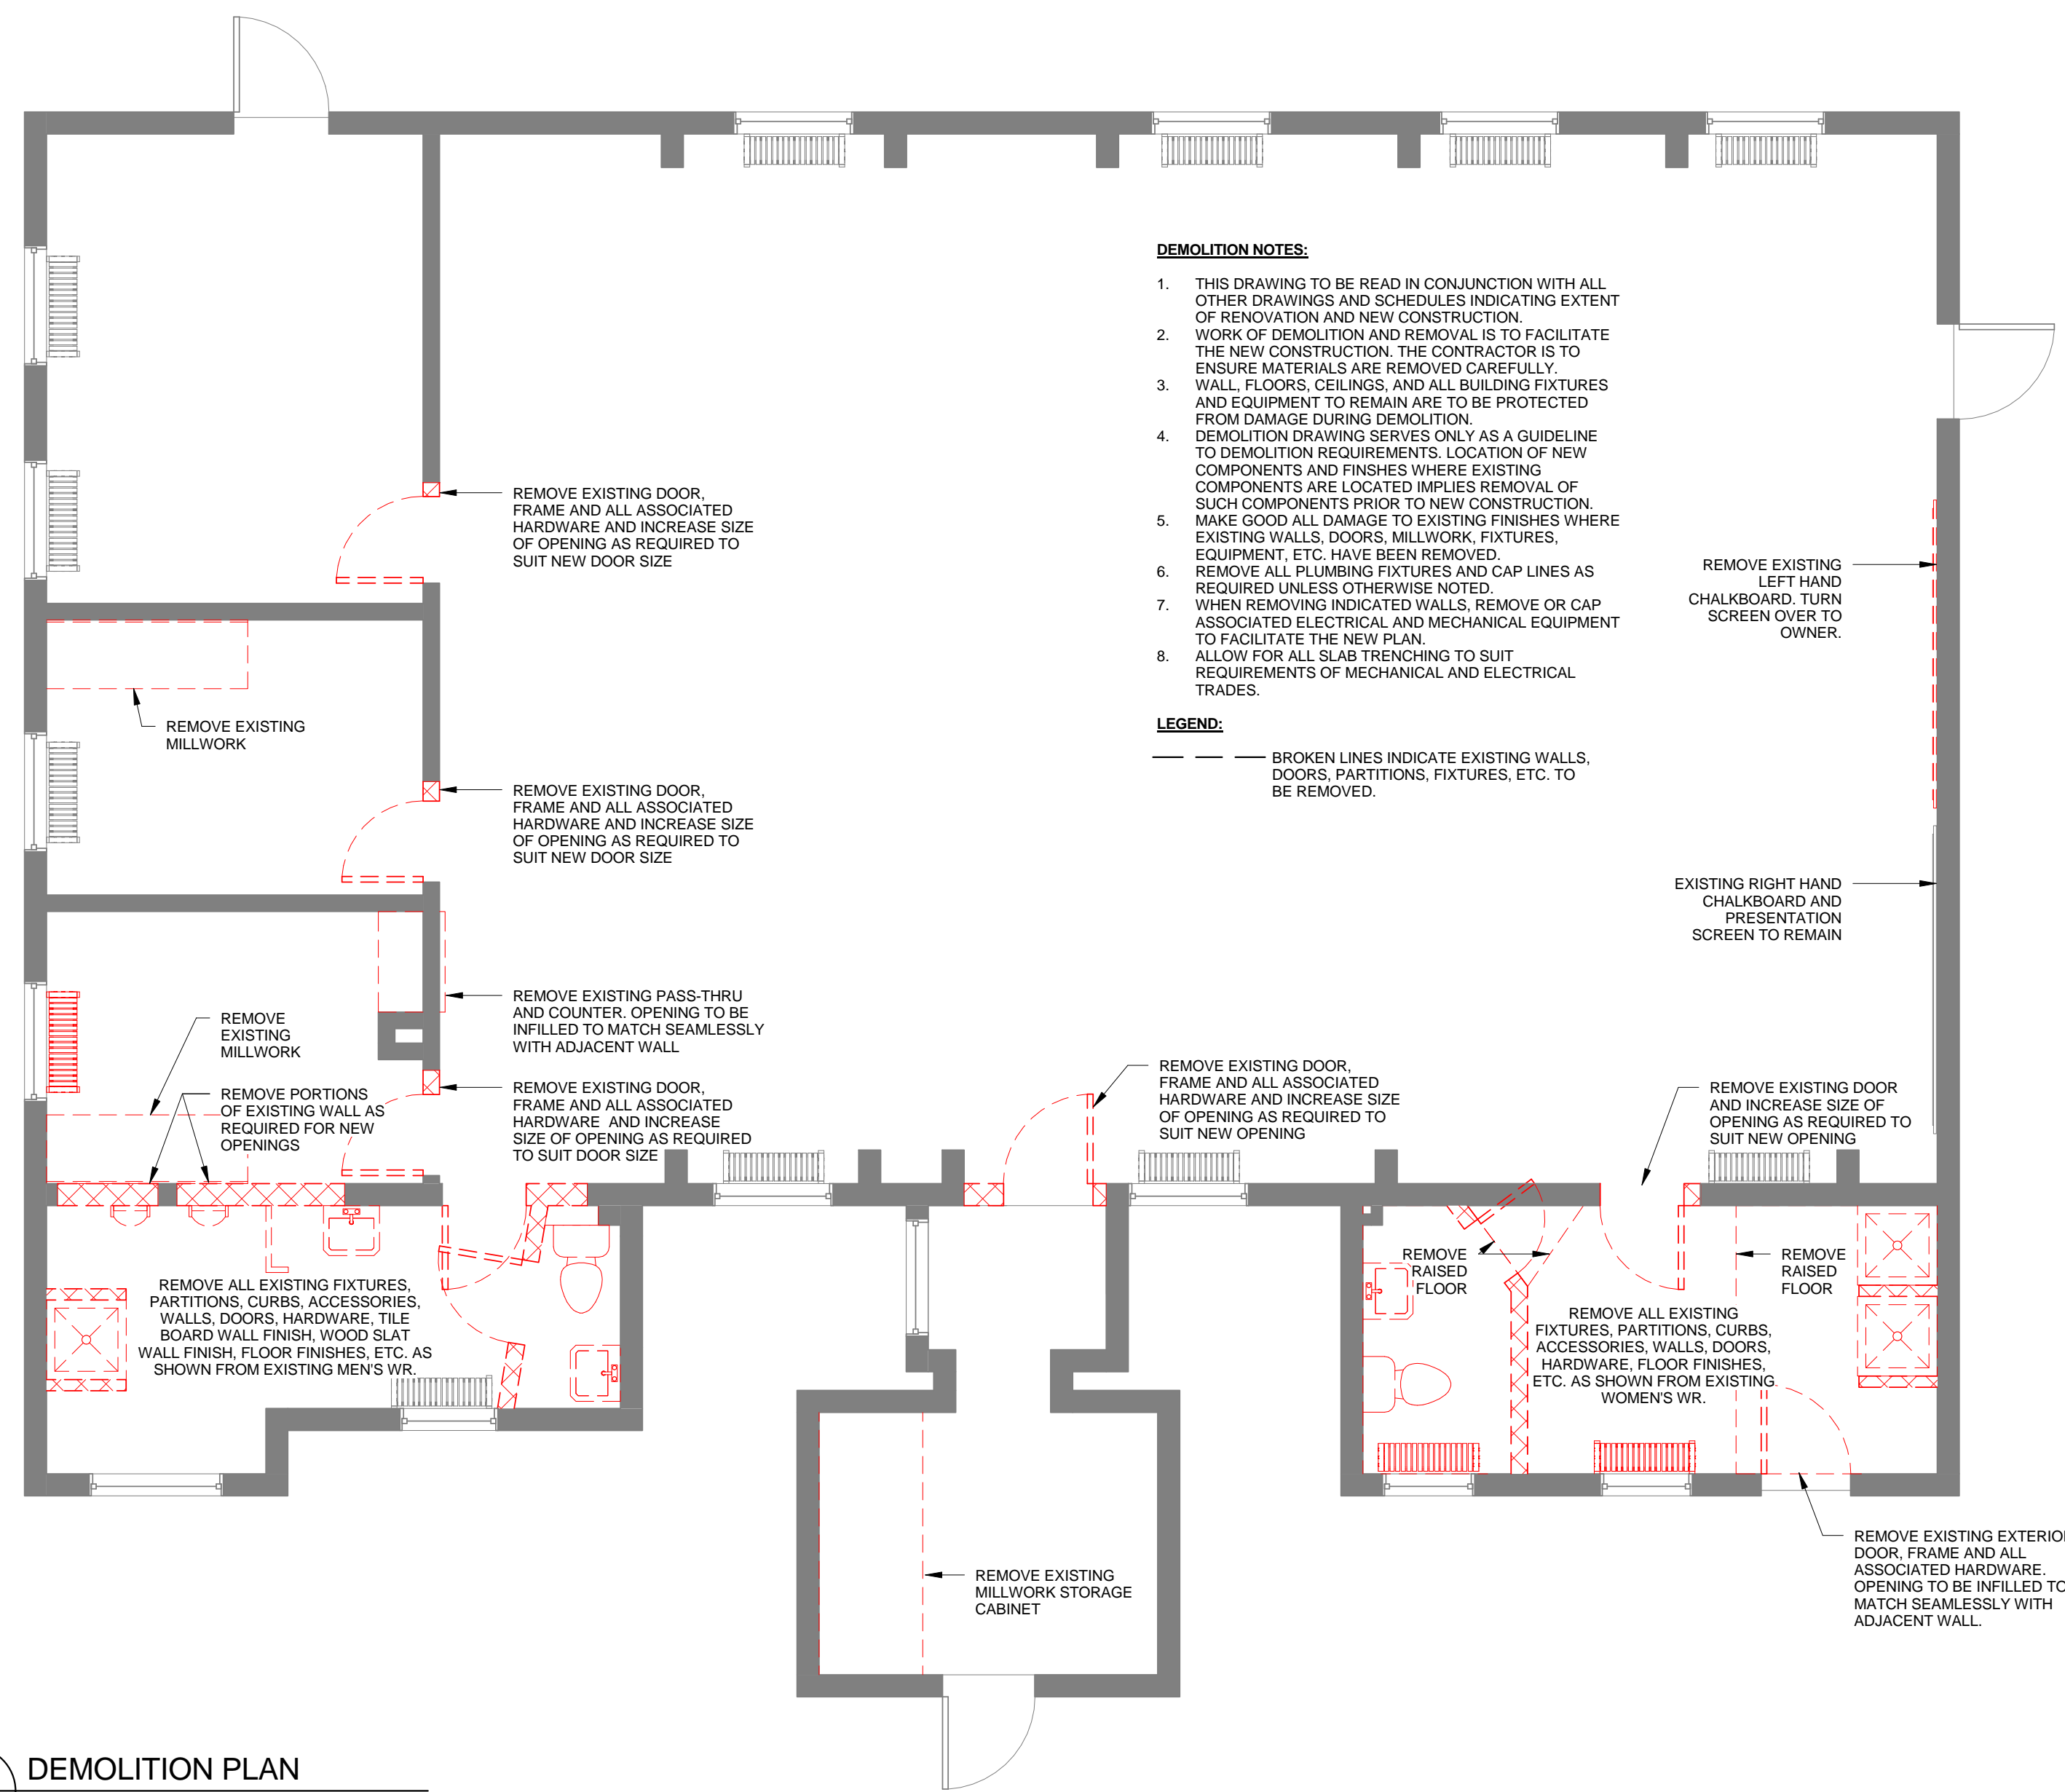 DEMOLITION NOTES:
1. THIS DRAWING TO BE READ IN CONJUNCTION WITH ALL
OTHER DRAWINGS AND SCHEDULES INDICATING EXTENT
OF RENOVATION AND NEW CONSTRUCTION.
2. WORK OF DEMOLITION AND REMOVAL IS TO FACILITATE
THE NEW CONSTRUCTION. THE CONTRACTOR IS TO
ENSURE MATERIALS ARE REMOVED CAREFULLY.
3. WALL, FLOORS, CEILINGS, AND ALL BUILDING FIXTURES
AND EQUIPMENT TO REMAIN ARE TO BE PROTECTED
FROM DAMAGE DURING DEMOLITION.
4. DEMOLITION DRAWING SERVES ONLY AS A GUIDELINE
TO DEMOLITION REQUIREMENTS. LOCATION OF NEW
COMPONENTS AND FINSHES WHERE EXISTING
COMPONENTS ARE LOCATED IMPLIES REMOVAL OF
SUCH COMPONENTS PRIOR TO NEW CONSTRUCTION.
5. MAKE GOOD ALL DAMAGE TO EXISTING FINISHES WHERE
EXISTING WALLS, DOORS, MILLWORK, FIXTURES,
EQUIPMENT, ETC. HAVE BEEN REMOVED.
6. REMOVE ALL PLUMBING FIXTURES AND CAP LINES AS
REQUIRED UNLESS OTHERWISE NOTED.
7. WHEN REMOVING INDICATED WALLS, REMOVE OR CAP
ASSOCIATED ELECTRICAL AND MECHANICAL EQUIPMENT
TO FACILITATE THE NEW PLAN.
8. ALLOW FOR ALL SLAB TRENCHING TO SUIT
REQUIREMENTS OF MECHANICAL AND ELECTRICAL
TRADES.
LEGEND:
BROKEN LINES INDICATE EXISTING WALLS,
DOORS, PARTITIONS, FIXTURES, ETC. TO
BE REMOVED.
REMOVE EXISTING DOOR,
FRAME AND ALL ASSOCIATED
HARDWARE AND INCREASE SIZE
OF OPENING AS REQUIRED TO
SUIT NEW DOOR SIZE
REMOVE EXISTING
LEFT HAND
CHALKBOARD. TURN
SCREEN OVER TO
OWNER.
REMOVE EXISTING
MILLWORK
REMOVE EXISTING DOOR,
FRAME AND ALL ASSOCIATED
HARDWARE AND INCREASE SIZE
OF OPENING AS REQUIRED TO
SUIT NEW DOOR SIZE
EXISTING RIGHT HAND
CHALKBOARD AND
PRESENTATION
SCREEN TO REMAIN
REMOVE EXISTING PASS-THRU
AND COUNTER. OPENING TO BE
INFILLED TO MATCH SEAMLESSLY
WITH ADJACENT WALL
REMOVE
EXISTING
MILLWORK
REMOVE PORTIONS
OF EXISTING WALL AS
REQUIRED FOR NEW
OPENINGS
REMOVE EXISTING DOOR,
FRAME AND ALL ASSOCIATED
HARDWARE AND INCREASE
SIZE OF OPENING AS REQUIRED
TO SUIT DOOR SIZE
REMOVE EXISTING DOOR,
FRAME AND ALL ASSOCIATED
HARDWARE AND INCREASE SIZE
OF OPENING AS REQUIRED TO
SUIT NEW OPENING
REMOVE EXISTING DOOR
AND INCREASE SIZE OF
OPENING AS REQUIRED TO
SUIT NEW OPENING
REMOVE ALL EXISTING FIXTURES,
PARTITIONS, CURBS, ACCESSORIES,
WALLS, DOORS, HARDWARE, TILE
BOARD WALL FINISH, WOOD SLAT
WALL FINISH, FLOOR FINISHES, ETC. AS
SHOWN FROM EXISTING MEN'S WR.
REMOVE
RAISED
FLOOR
REMOVE
RAISED
FLOOR
REMOVE ALL EXISTING
FIXTURES, PARTITIONS, CURBS,
ACCESSORIES, WALLS, DOORS,
HARDWARE, FLOOR FINISHES,
ETC. AS SHOWN FROM EXISTING
WOMEN'S WR.
REMOVE EXISTING
MILLWORK STORAGE
CABINET
REMOVE EXISTING EXTERIO
DOOR, FRAME AND ALL
ASSOCIATED HARDWARE.
OPENING TO BE INFILLED TO
MATCH SEAMLESSLY WITH
ADJACENT WALL.
DEMOLITION PLAN